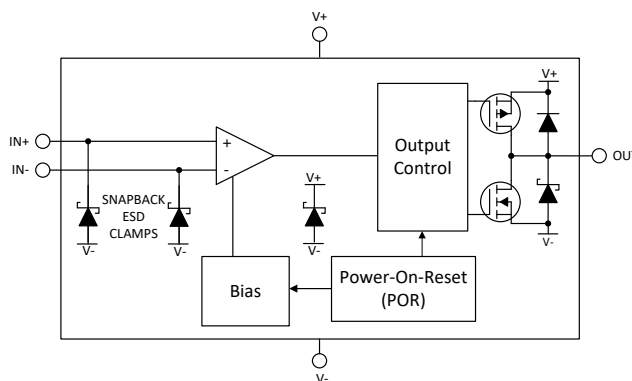 V+
V+
IN+
+
Output
Control
OUT
IN-
-
V+
SNAPBACK
ESD
CLAMPS
V-
V-
V-
V-
Bias
Power-On-Reset
(POR)
V-